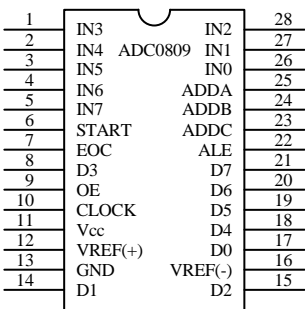 1 IN3 IN2 28
2 IN4 ADC0809 IN1 27
3 IN5 IN0 26
4 IN6 ADDA 25
5 IN7 ADDB 24
6 START ADDC 23
7 EOC ALE 22
8 D3 D7 21
9 OE D6 20
10 CLOCK D5 19
11 Vcc D4 18
12 VREF(+) D0 17
13 GND VREF(-) 16
14 D1 D2 15